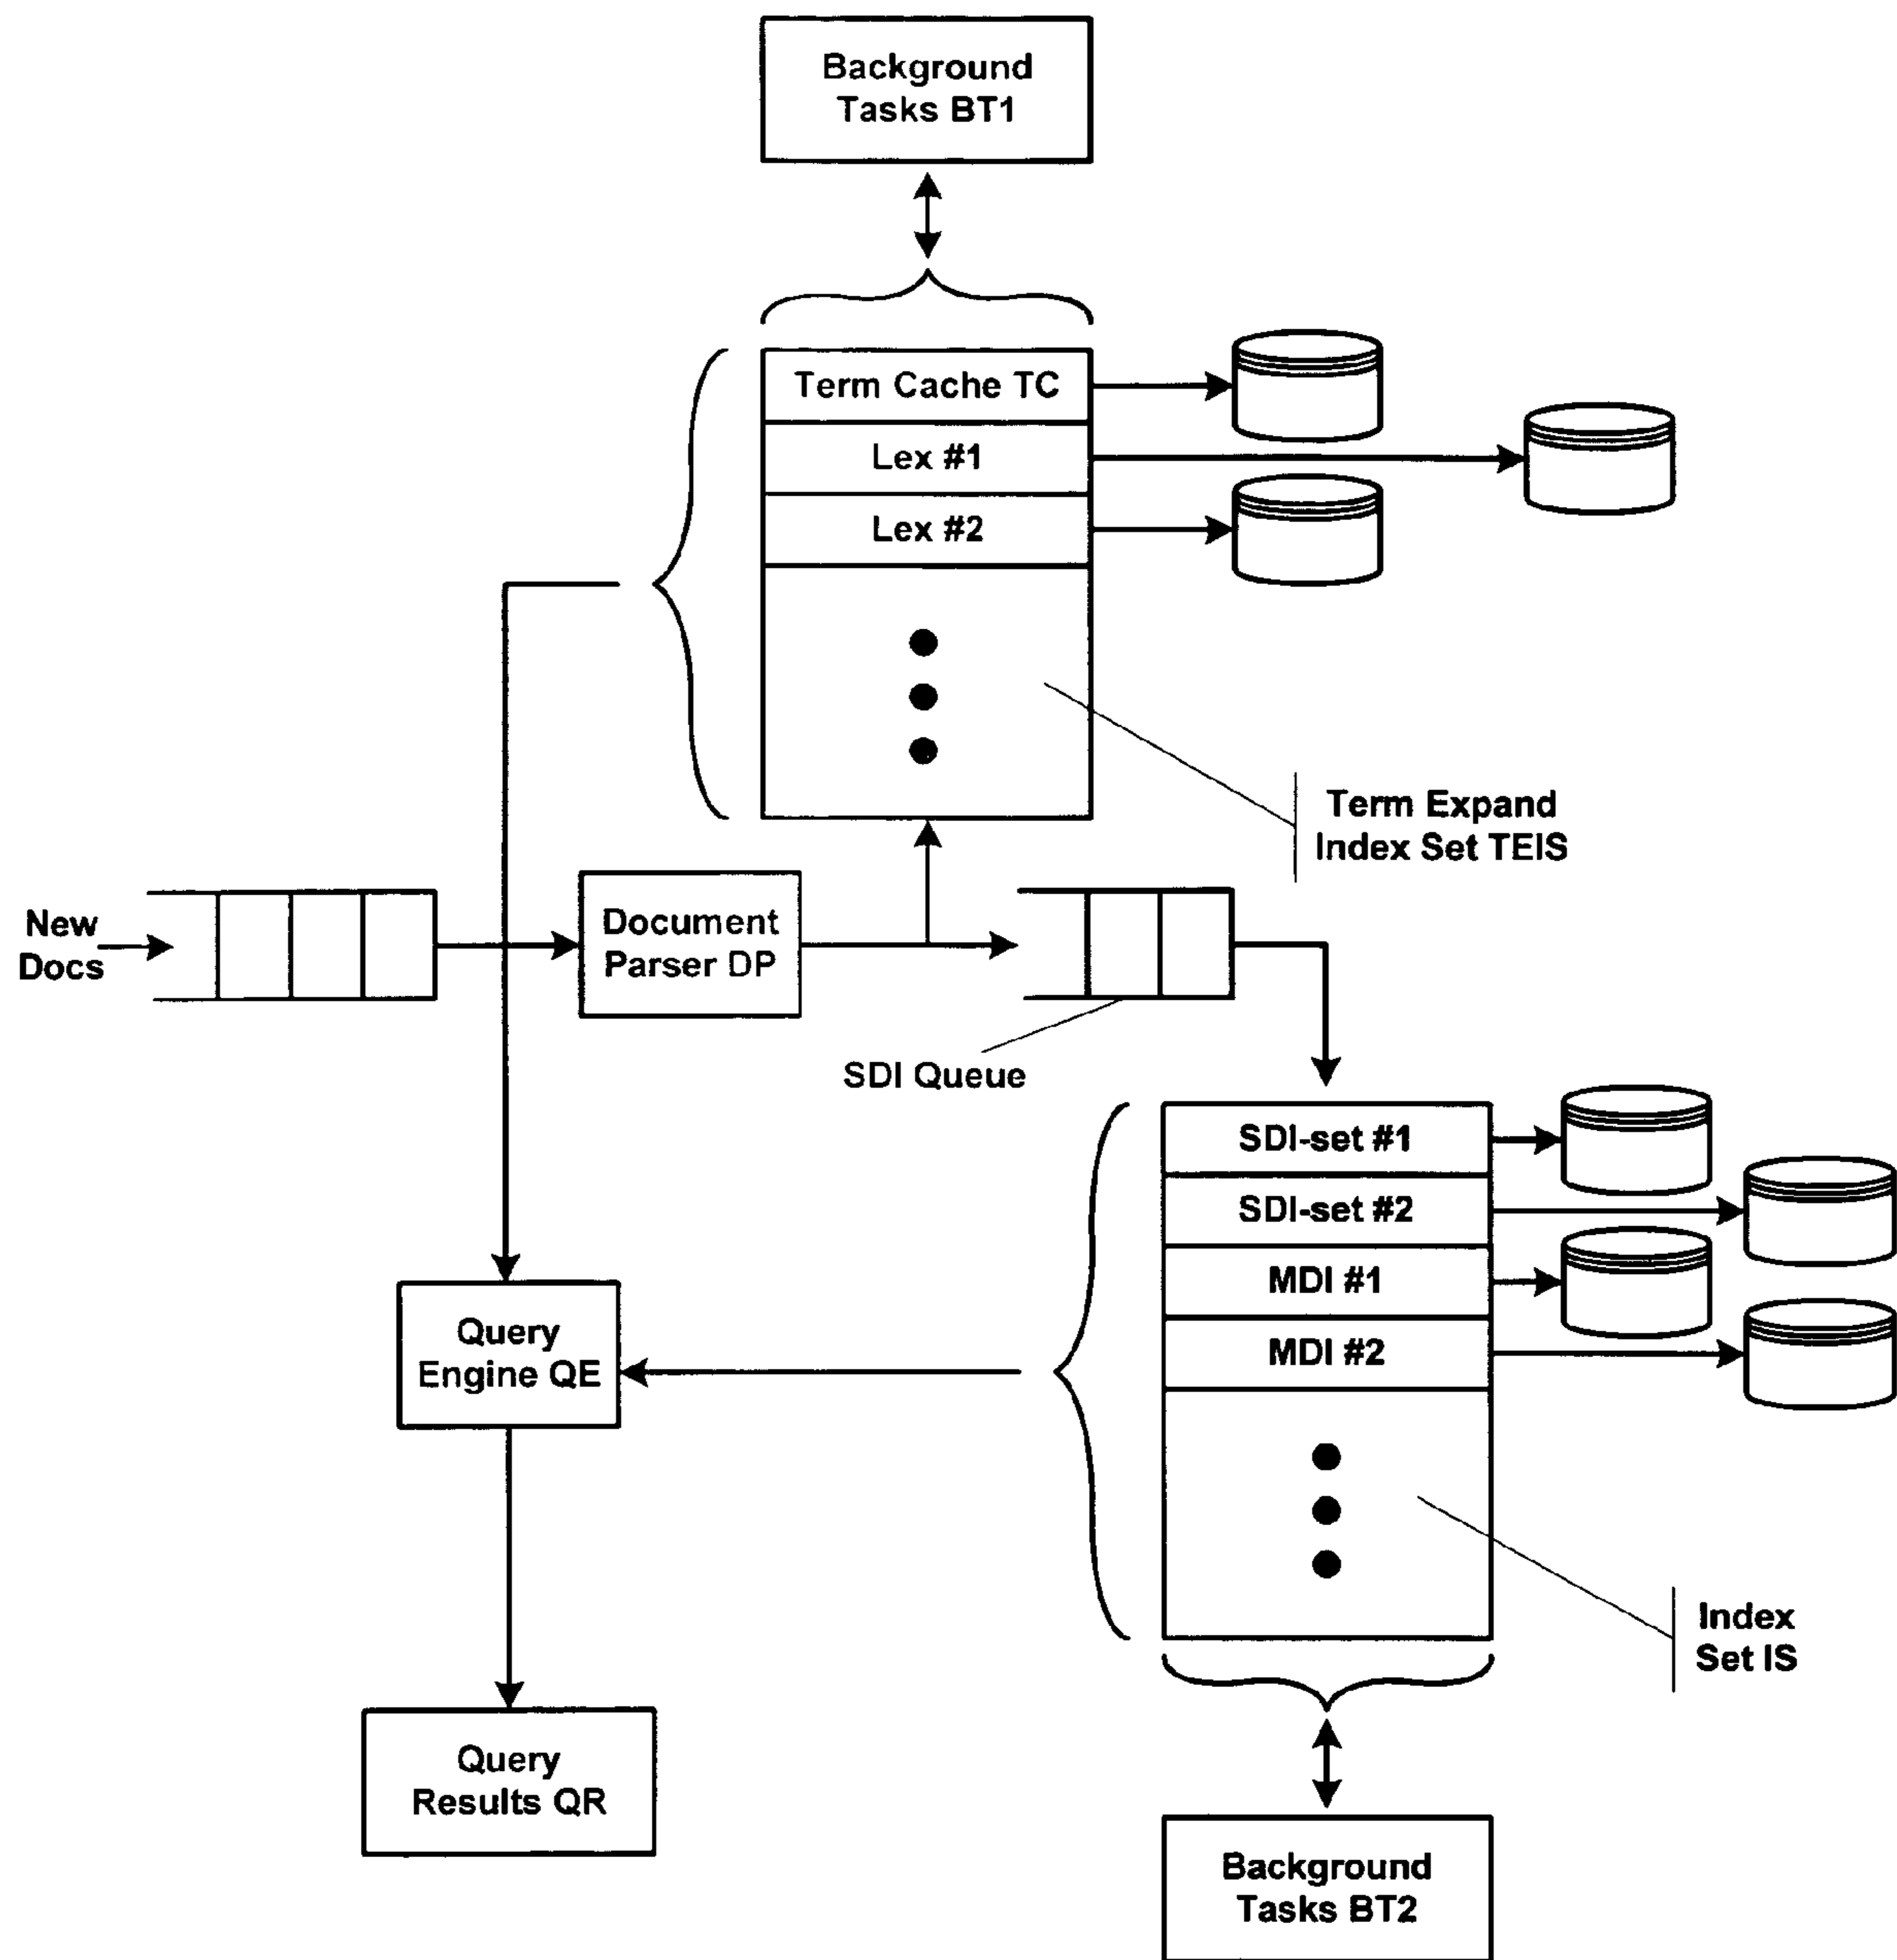 Background
Tasks BT1
Term Cache TC
Lex #1
Lex #2
Term Expand
Index Set TEIS
New
Docs
Document
Parser DP
SDI Queue
SDI-set #1
SDI-set #2
MDI #1
MDI #2
Query
Engine QE
Index
Set IS
Query
Results QR
Background
Tasks BT2